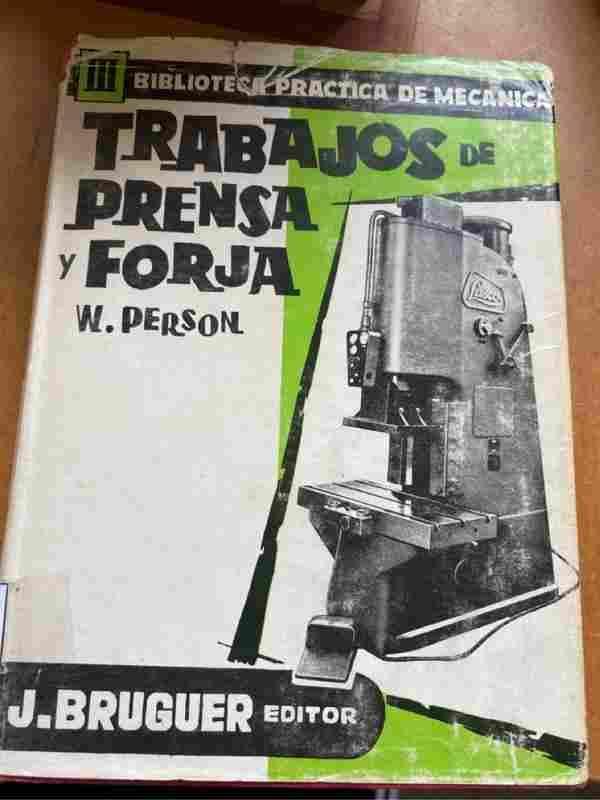 III BIBLIOTECA PRACTICA DE MECANICA
TRABAJOS DE
PRENSA
Y FORJA
W. PERSON
J. BRUGUER EDITOR